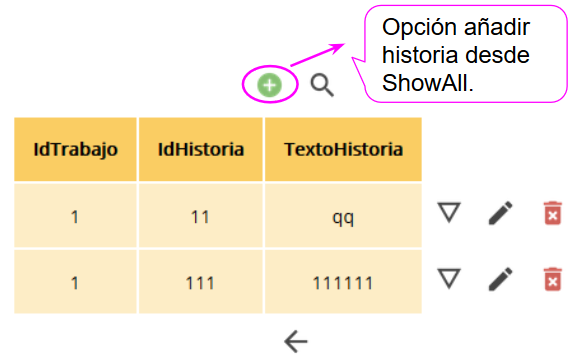 Opción añadir
historia desde
ShowAll.
IdTrabajo IdHistoria TextoHistoria
1 11 qq
1 111 111111